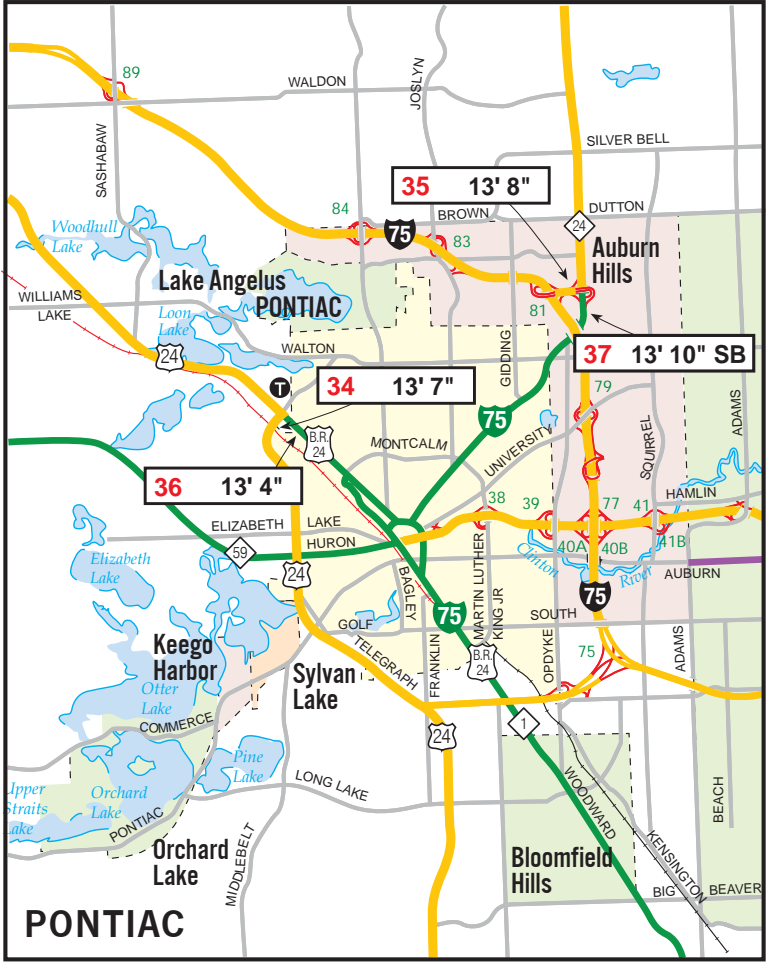 89
WALDON
JOSLYN
SASHABAW
SILVER BELL
35 13' 8"
84
BROWN
DUTTON
75
24
83
Woodhull
Lake
Auburn
Hills
Lake Angelus
PONTIAC
WILLIAMS
LAKE
Loon
Lake
81
24
WALTON
GIDDING
37 13' 10" SB
T
34 13' 7"
79
75
ADAMS
B.R.
24
MONTCALM
UNIVERSITY
SQUIRREL
36 13' 4"
38
39
77
41
HAMLIN
ELIZABETH LAKE
HURON
59
40A
40B
41B
Clinton
River
Elizabeth
Lake
24
BAGLEY
MARTIN LUTHER
KING JR
AUBURN
75
75
GOLF
SOUTH
Keego
Harbor
TELEGRAPH
FRANKLIN
B.R.
24
OPDYKE
75
ADAMS
Sylvan
Lake
Otter
Lake
COMMERCE
24
1
Pine
Lake
Upper
Straits
Lake
Orchard
Lake
LONG LAKE
WOODWARD
BEACH
PONTIAC
Orchard
Lake
MIDDLEBELT
KENSINGTON
Bloomfield
Hills
BIG BEAVER
PONTIAC